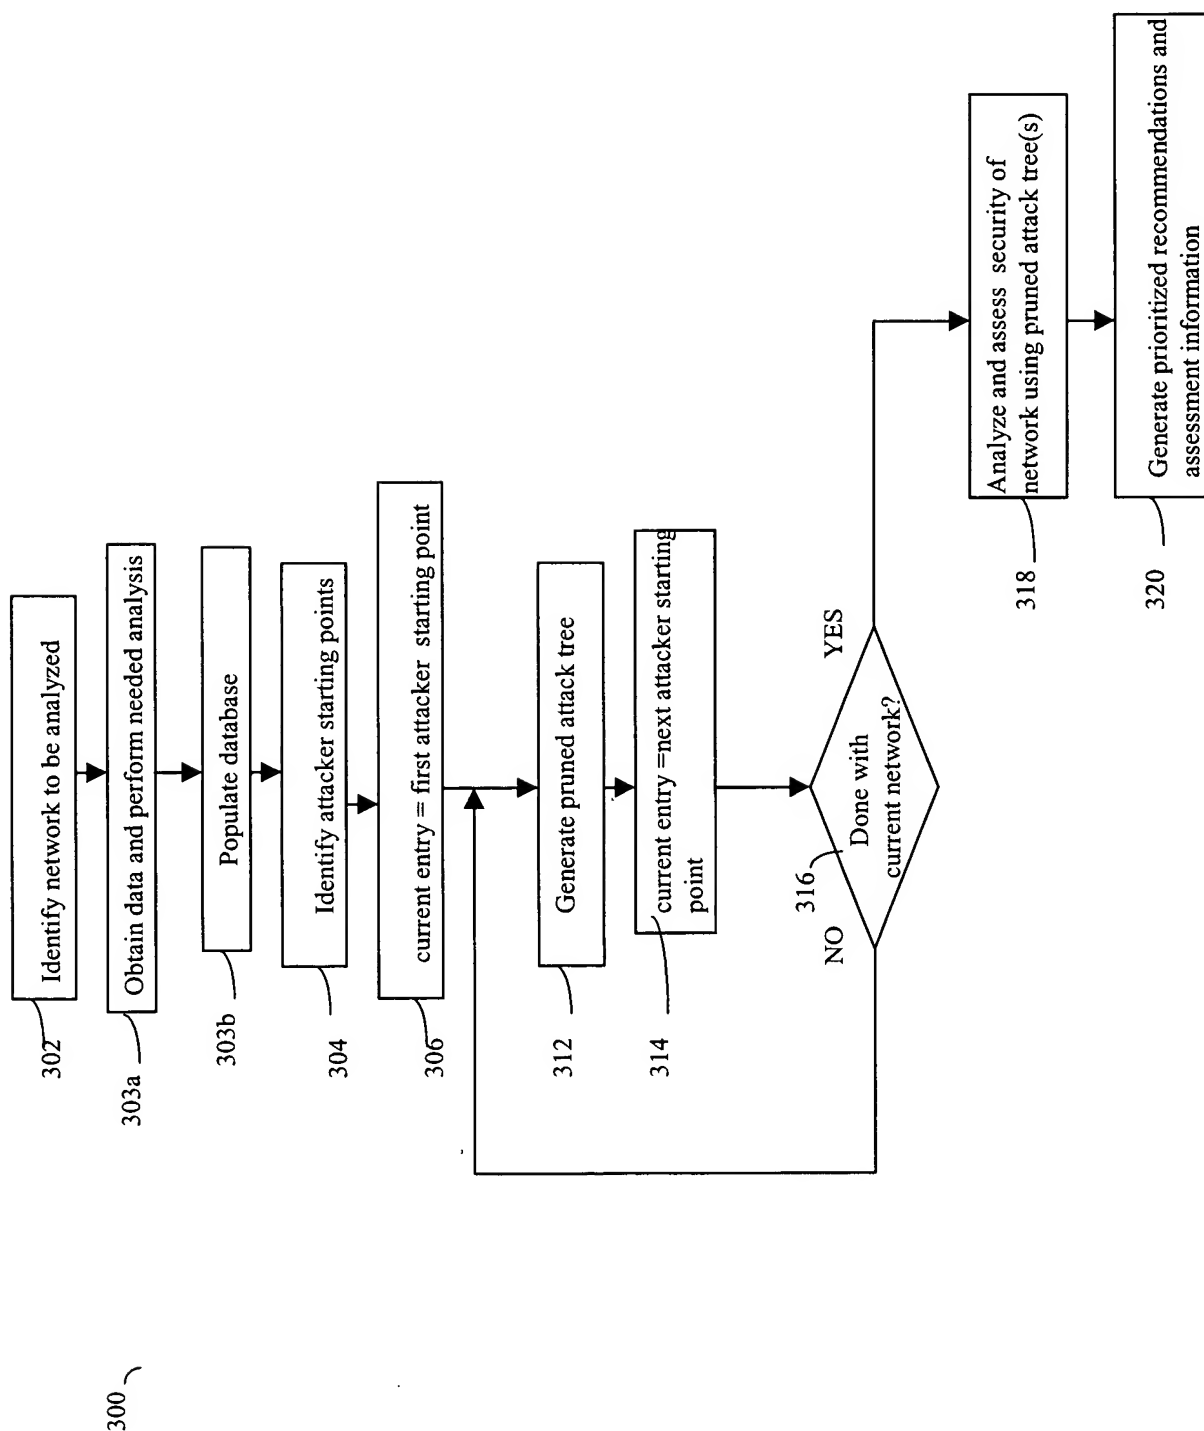 300
302
Identify network to be analyzed
303a
Obtain data and perform needed analysis
303b
Populate database
304
Identify attacker starting points
306
current entry = first attacker starting point
312
Generate pruned attack tree
314
current entry =next attacker starting
point
316
Done with
current network?
NO
YES
318
Analyze and assess security of
network using pruned attack tree(s)
320
Generate prioritized recommendations and
assessment information